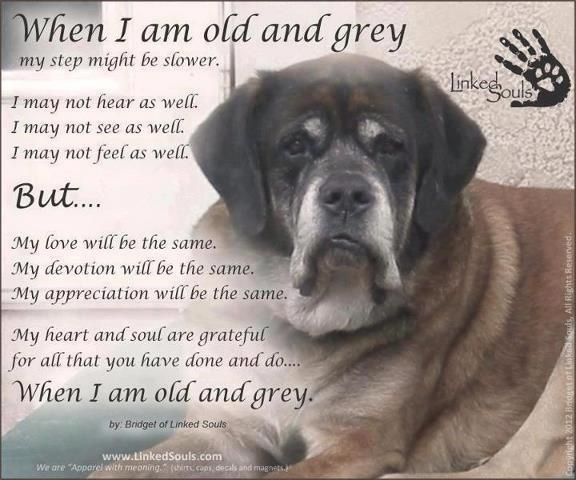 When I am old and grey
my step might be slower.
I may not hear as well.
I may not see as well.
I may not feel as well.
But....
My love will be the same.
My devotion will be the same.
My appreciation will be the same.
My heart and soul are grateful
for all that you have done and do....
When I am old and grey.
by: Bridget of Linked Souls
www.LinkedSouls.com
We are "Apparel with meaning." (shirts, caps, decals and magnets.)
Linked
Souls
Copyright 2012 Bridget of Linked Souls, All Rights Reserved.